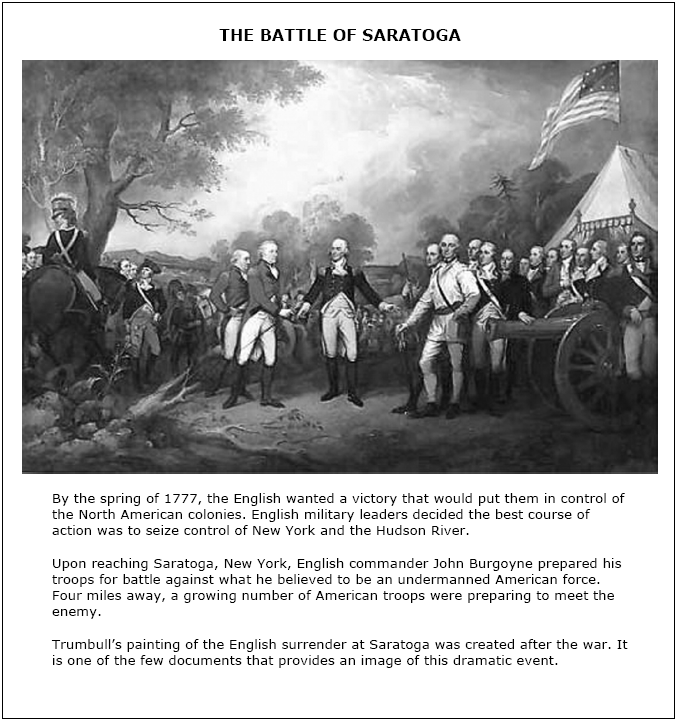 THE BATTLE OF SARATOGA
By the spring of 1777, the English wanted a victory that would put them in control of
the North American colonies. English military leaders decided the best course of
action was to seize control of New York and the Hudson River.
Upon reaching Saratoga, New York, English commander John Burgoyne prepared his
troops for battle against what he believed to be an undermanned American force.
Four miles away, a growing number of American troops were preparing to meet the
enemy.
Trumbull’s painting of the English surrender at Saratoga was created after the war. It
is one of the few documents that provides an image of this dramatic event.